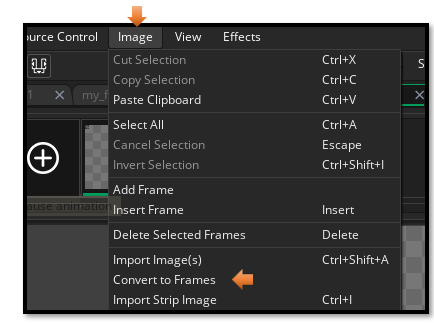 ource Control Image View Effects S
Cut Selection Ctrl+X
1 Copy Selection Ctrl+C
my_f Paste Clipboard Ctrl+V
Select All Ctrl+A
Cancel Selection Escape
Invert Selection Ctrl+Shift+I
Add Frame
ause animation
Insert Frame Insert
Delete Selected Frames Delete
Import Image(s) Ctrl+Shift+A
Convert to Frames
Import Strip Image Ctrl+I